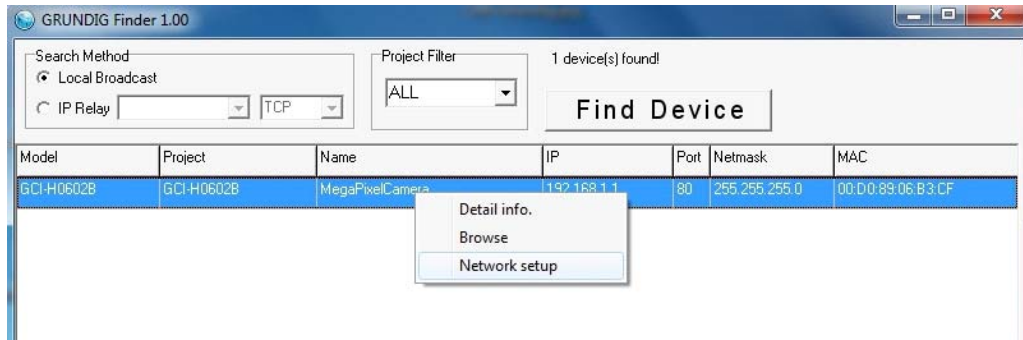 GRUNDIG Finder 1.00
Search Method
Local Broadcast
IP Relay TCP
Project Filter
ALL
1 device(s) found!
Find Device
Model Project Name IP Port Netmask MAC
GCI-H0602B GCI-H0602B MegaPixelCamera 192.168.1.1 80 255.255.255.0 00:D0:89:06:B3:CF
Detail info.
Browse
Network setup